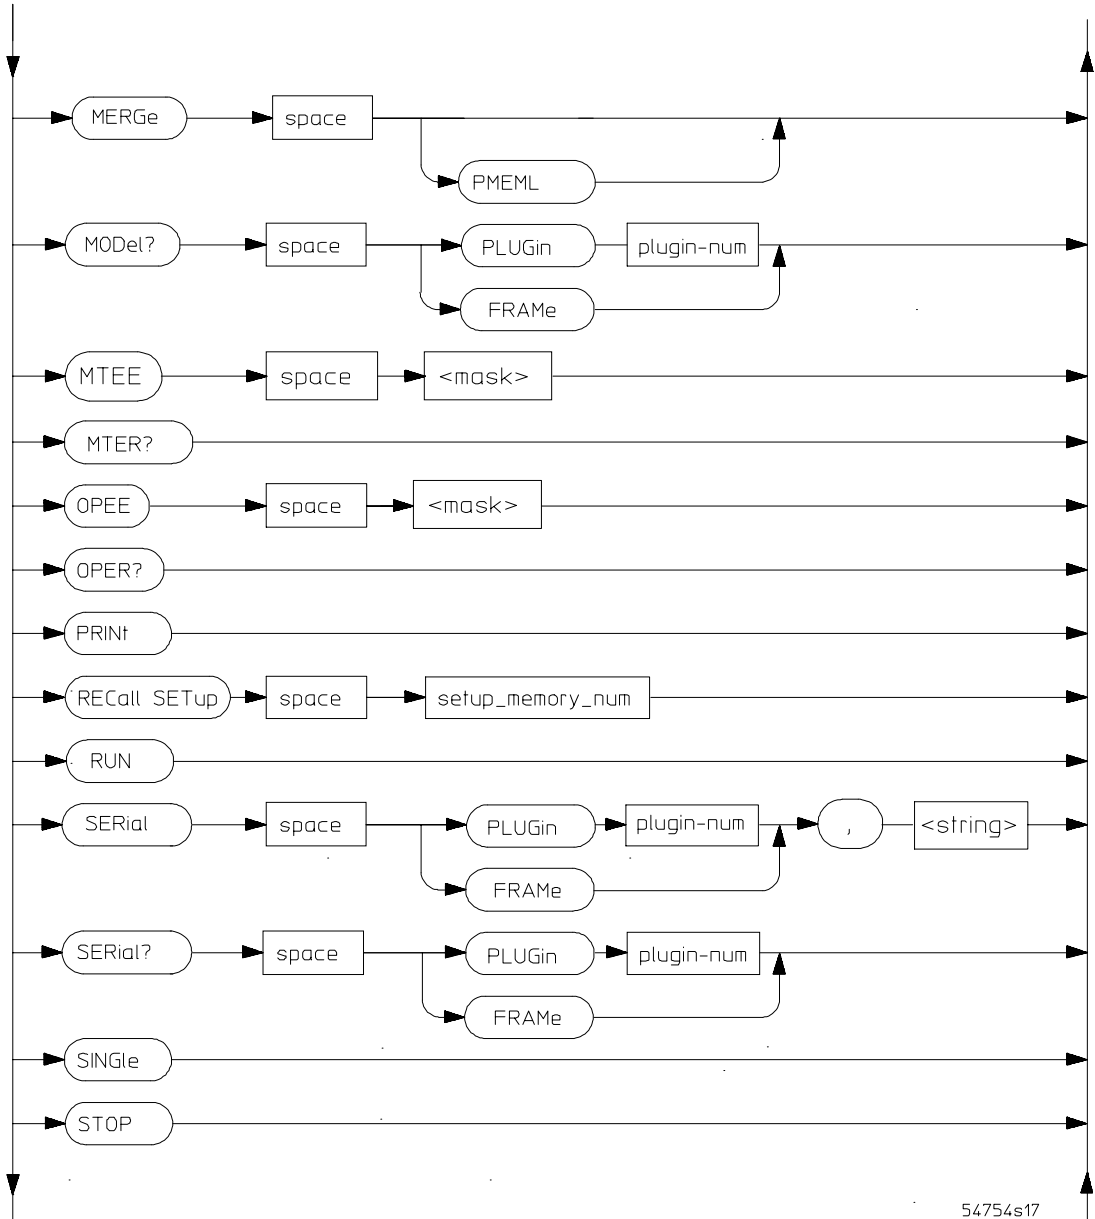 MERGe space
PMEML
MODel? space PLUGin plugin-num
FRAMe
MTEE space <mask>
MTER?
OPEE space <mask>
OPER?
PRINt
RECall SETup space setup_memory_num
RUN
SERial space PLUGin plugin-num , <string>
FRAMe
SERial? space PLUGin plugin-num
FRAMe
SINGle
STOP
54754s17